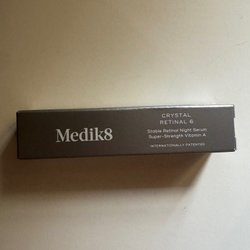 Medik8
CRYSTAL
RETINAL 6
Stable Retinal Night Serum
Super-Strength Vitamin A
INTERNATIONALLY PATENTED